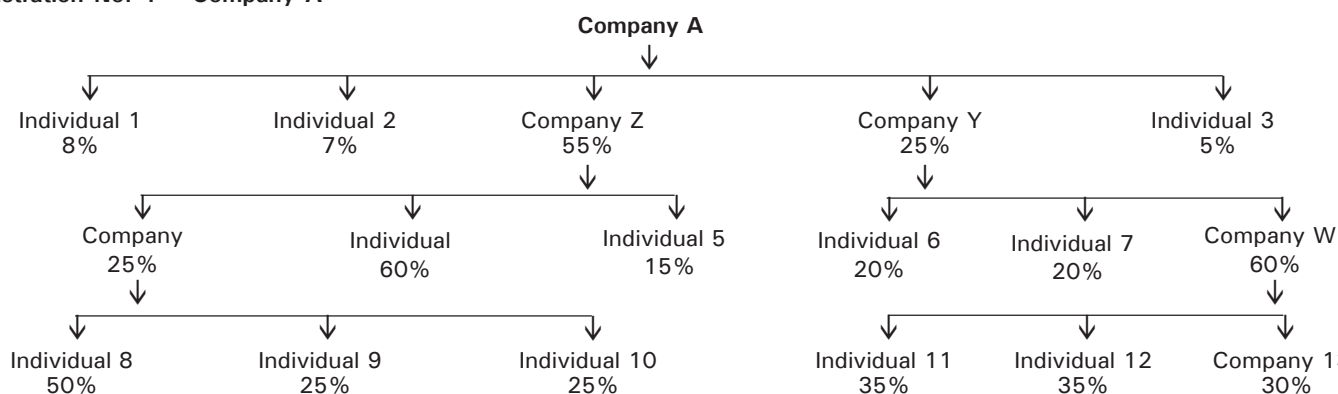 Company A
Individual 1 Individual 2 Company Z Company Y Individual 3
8% 7% 55% 25% 5%
Company Individual Individual 5 Individual 6 Individual 7 Company W
25% 60% 15% 20% 20% 60%
Individual 8 Individual 9 Individual 10 Individual 11 Individual 12 Company
50% 25% 25% 35% 35% 30%